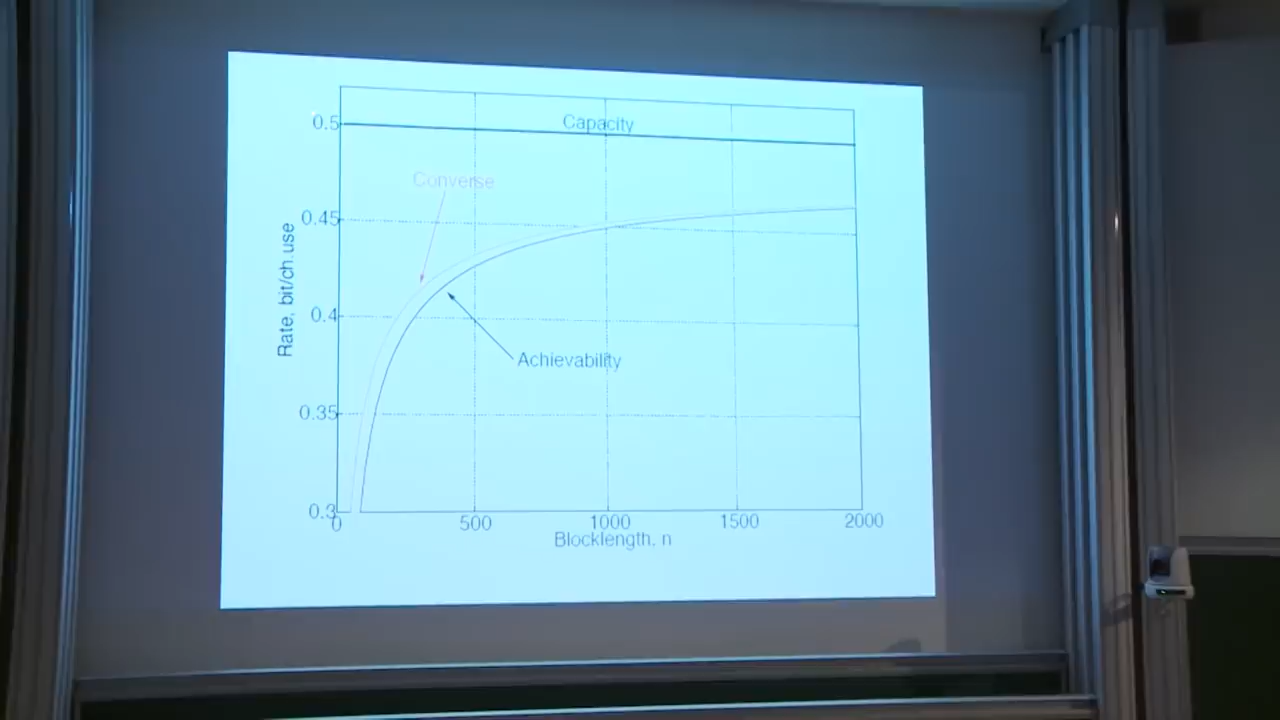 0.5
Capacity
Converse
0.45
Rate, bit/ch.use
0.4
Achievability
0.35
0.3
0
500
1000
1500
2000
Blocklength, n